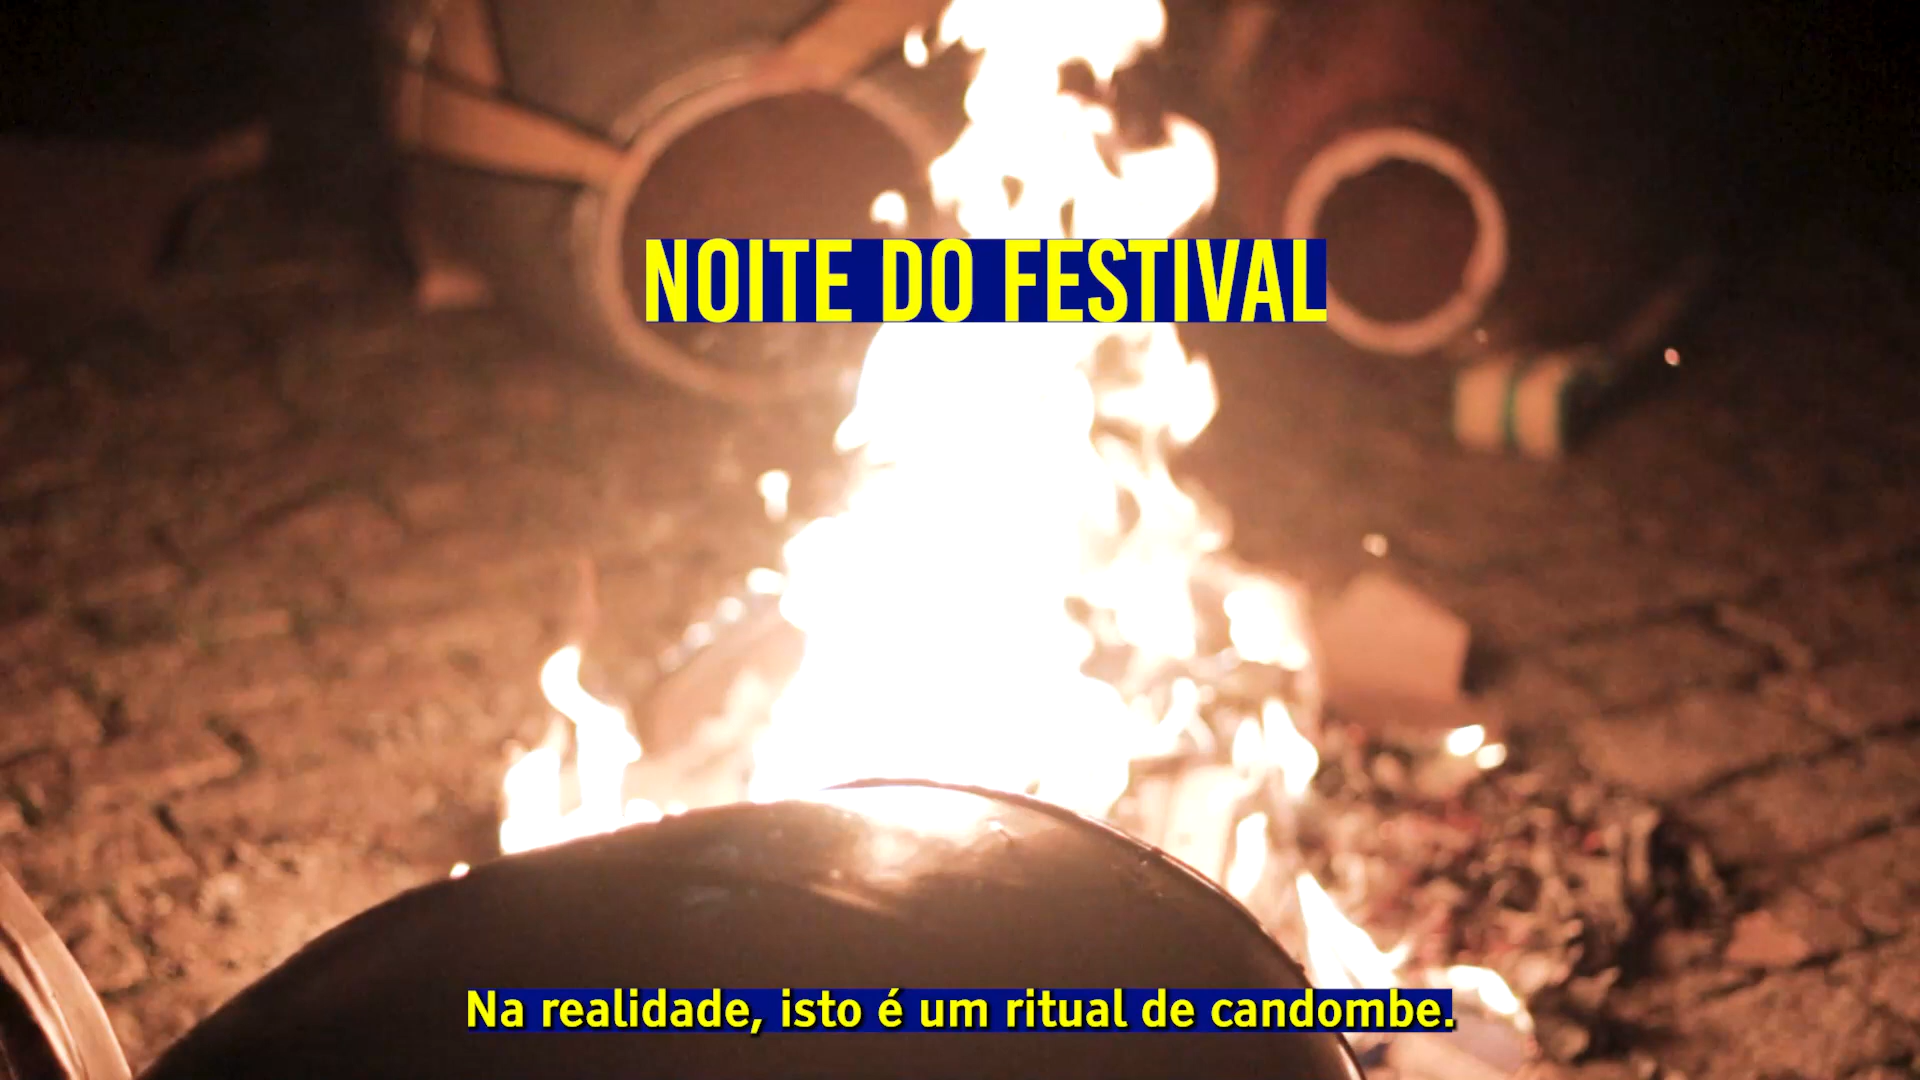 NOITE DO FESTIVAL
Na realidade, isto é um ritual de candombe.